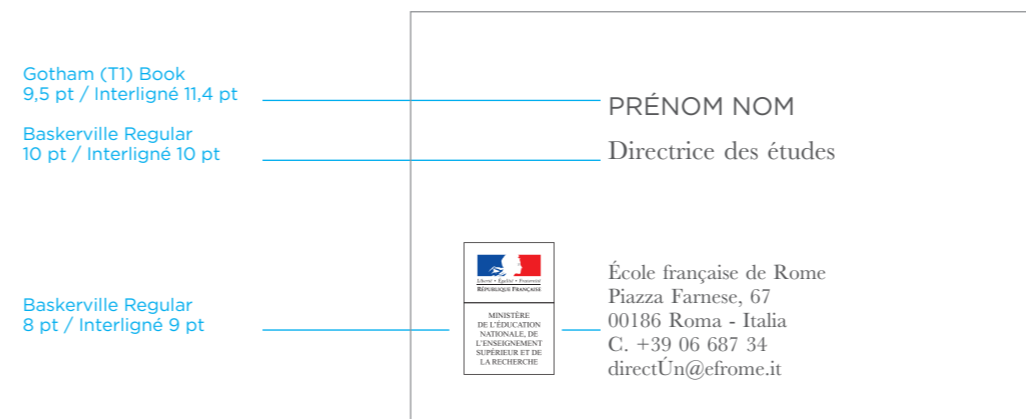 Gotham (T1) Book
9,5 pt / Interligné 11,4 pt
PRÉNOM NOM
Baskerville Regular
10 pt / Interligné 10 pt
Directrice des études
Baskerville Regular
8 pt / Interligné 9 pt
Liberté • Égalité • Fraternité
RÉPUBLIQUE FRANÇAISE
MINISTÈRE
DE L'ÉDUCATION
NATIONALE, DE
L'ENSEIGNEMENT
SUPÉRIEUR ET DE
LA RECHERCHE
École française de Rome
Piazza Farnese, 67
00186 Roma - Italia
C. +39 06 687 34
directÚn@efrome.it